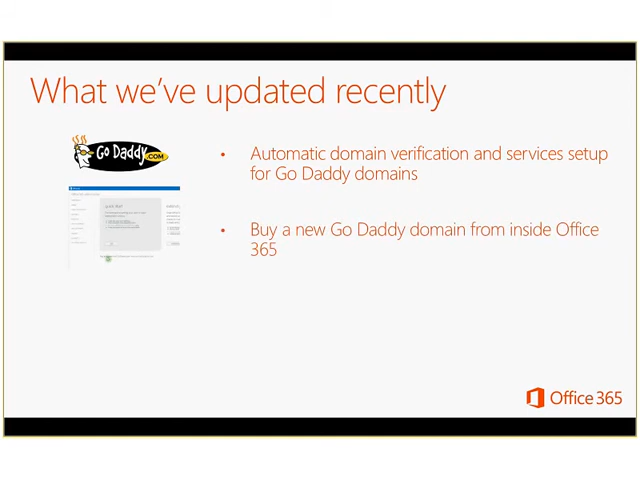 What we've updated recently
Go Daddy.COM
• Automatic domain verification and services setup
for Go Daddy domains
• Buy a new Go Daddy domain from inside Office
365
Office 365